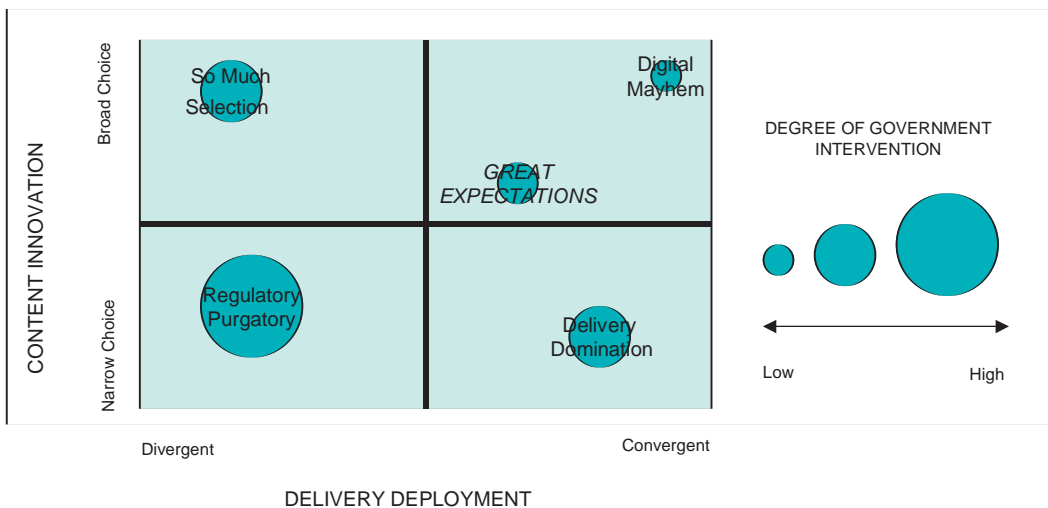 CONTENT INNOVATION
Broad Choice
Narrow Choice
So Much
Selection
Digital
Mayhem
GREAT
EXPECTATIONS
Regulatory
Purgatory
Delivery
Domination
DEGREE OF GOVERNMENT
INTERVENTION
Low
High
Divergent
Convergent
DELIVERY DEPLOYMENT